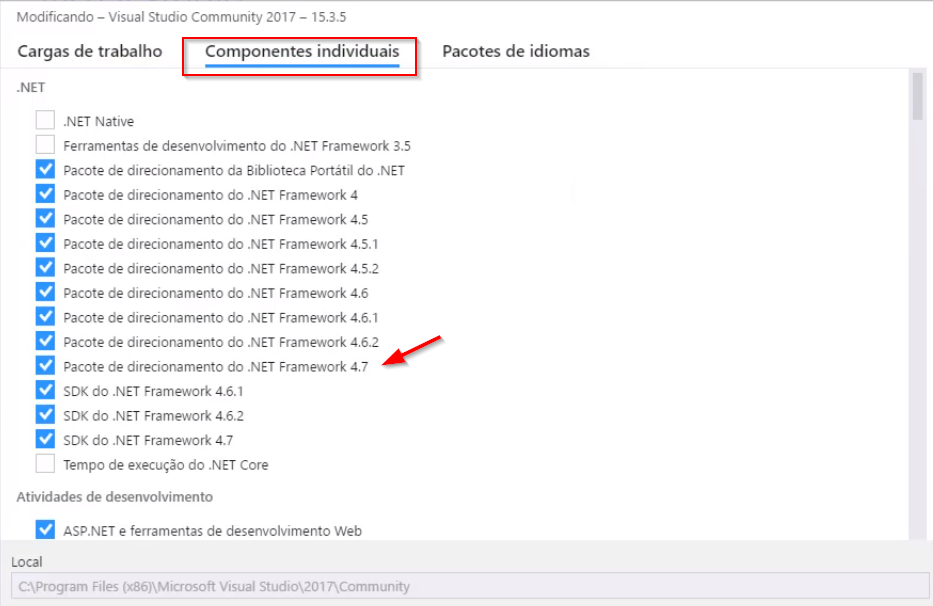 Modificando – Visual Studio Community 2017 – 15.3.5
Cargas de trabalho Componentes individuais Pacotes de idiomas
.NET
.NET Native
Ferramentas de desenvolvimento do .NET Framework 3.5
Pacote de direcionamento da Biblioteca Portátil do .NET
Pacote de direcionamento do .NET Framework 4
Pacote de direcionamento do .NET Framework 4.5
Pacote de direcionamento do .NET Framework 4.5.1
Pacote de direcionamento do .NET Framework 4.5.2
Pacote de direcionamento do .NET Framework 4.6
Pacote de direcionamento do .NET Framework 4.6.1
Pacote de direcionamento do .NET Framework 4.6.2
Pacote de direcionamento do .NET Framework 4.7
SDK do .NET Framework 4.6.1
SDK do .NET Framework 4.6.2
SDK do .NET Framework 4.7
Tempo de execução do .NET Core
Atividades de desenvolvimento
ASP.NET e ferramentas de desenvolvimento Web
Local
C:\Program Files (x86)\Microsoft Visual Studio\2017\Community